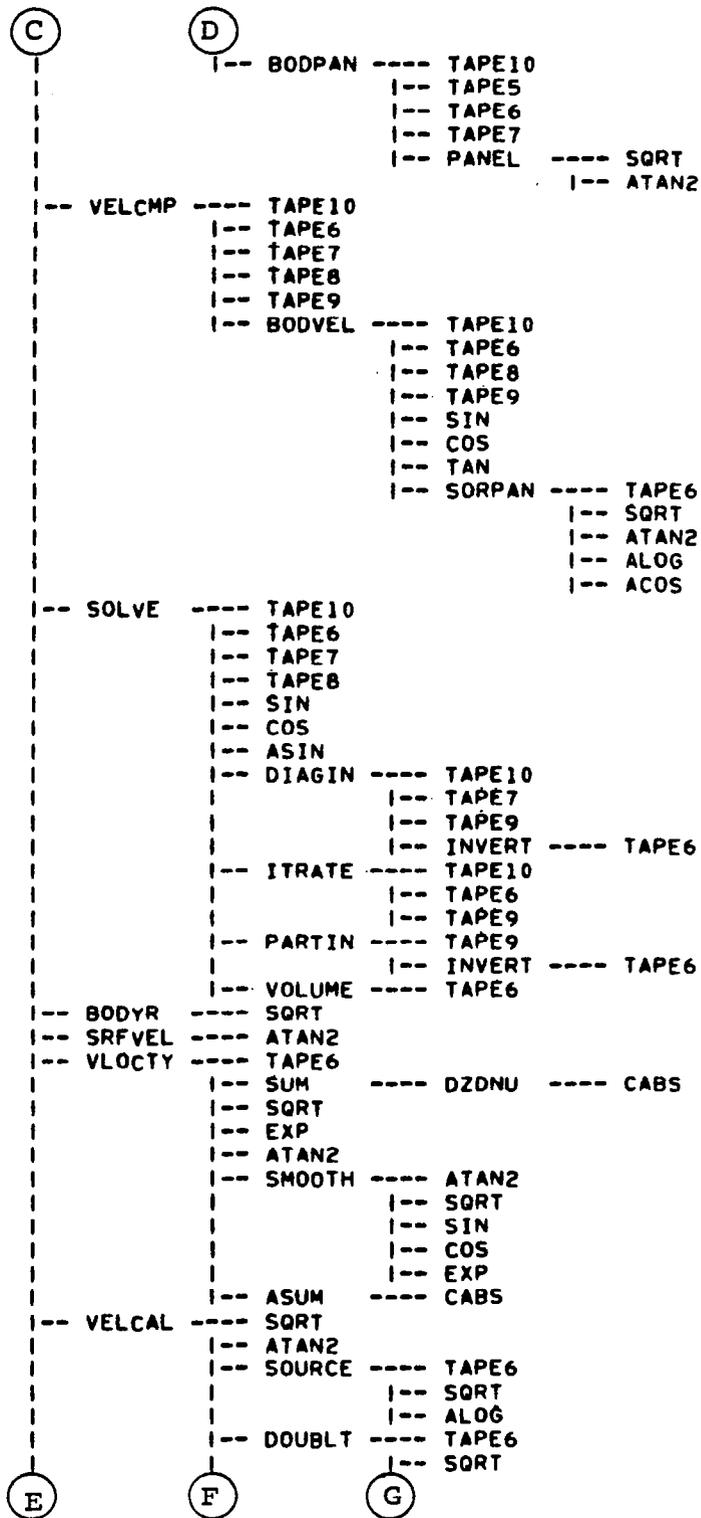 C D
|-- BODPAN ---- TAPE10
|-- TAPE5
|-- TAPE6
|-- TAPE7
|-- PANEL ---- SQRT
|-- ATAN2
|-- VELCMP ---- TAPE10
|-- TAPE6
|-- TAPE7
|-- TAPE8
|-- TAPE9
|-- BODVEL ---- TAPE10
|-- TAPE6
|-- TAPE8
|-- TAPE9
|-- SIN
|-- COS
|-- TAN
|-- SORPAN ---- TAPE6
|-- SQRT
|-- ATAN2
|-- ALOG
|-- ACOS
|-- SOLVE ---- TAPE10
|-- TAPE6
|-- TAPE7
|-- TAPE8
|-- SIN
|-- COS
|-- ASIN
|-- DIAGIN ---- TAPE10
|-- TAPE7
|-- TAPE9
|-- INVERT ---- TAPE6
|-- ITRATE ---- TAPE10
|-- TAPE6
|-- TAPE9
|-- PARTIN ---- TAPE9
|-- INVERT ---- TAPE6
|-- VOLUME ---- TAPE6
|-- BODYR ---- SQRT
|-- SRFVEL ---- ATAN2
|-- VLOCTY ---- TAPE6
|-- SUM ---- DZDNU ---- CABS
|-- SQRT
|-- EXP
|-- ATAN2
|-- SMOOTH ---- ATAN2
|-- SQRT
|-- SIN
|-- COS
|-- EXP
|-- ASUM ---- CABS
|-- VELCAL ---- SQRT
|-- ATAN2
|-- SOURCE ---- TAPE6
|-- SQRT
|-- ALOG
|-- DOUBLT ---- TAPE6
|-- SQRT
E F G